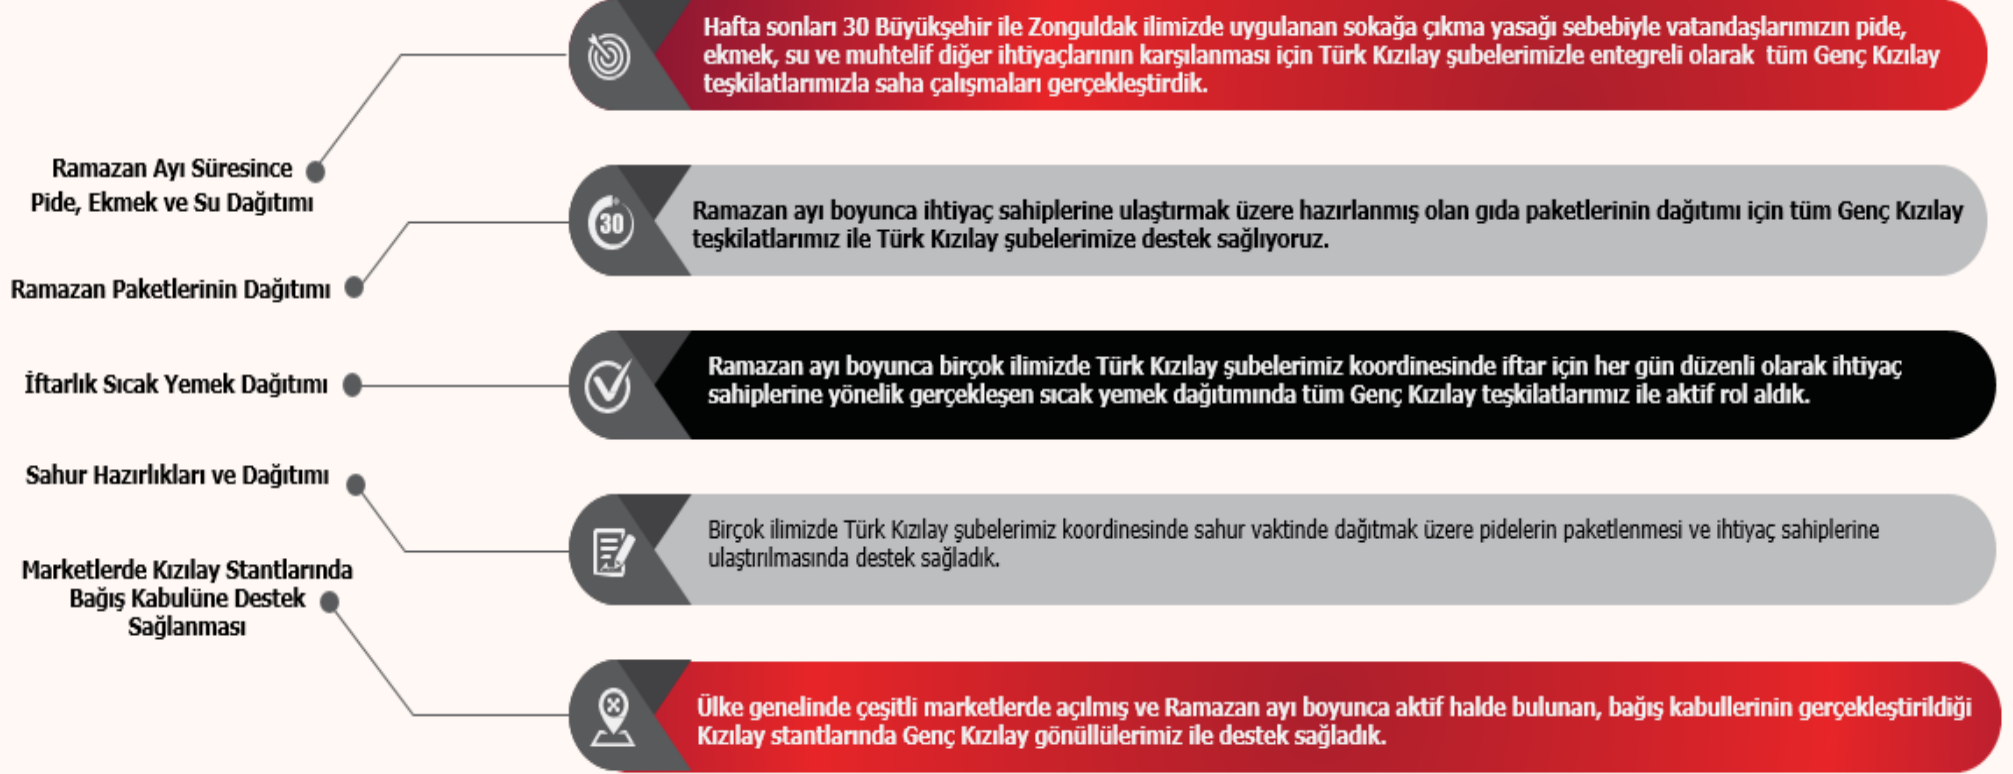 Ramazan Ayı Süresince
Pide, Ekmek ve Su Dağıtımı
Hafta sonları 30 Büyükşehir ile Zonguldak ilimizde uygulanan sokağa çıkma yasağı sebebiyle vatandaşlarımızın pide,
ekmek, su ve muhtelif diğer ihtiyaçlarının karşılanması için Türk Kızılay şubelerimizle entegreli olarak tüm Genç Kızılay
teşkilatlarımızla saha çalışmaları gerçekleştirdik.
Ramazan Paketlerinin Dağıtımı
30
Ramazan ayı boyunca ihtiyaç sahiplerine ulaştırmak üzere hazırlanmış olan gıda paketlerinin dağıtımı için tüm Genç Kızılay
teşkilatlarımız ile Türk Kızılay şubelerimize destek sağlıyoruz.
İftarlık Sıcak Yemek Dağıtımı
Ramazan ayı boyunca birçok ilimizde Türk Kızılay şubelerimiz koordinesinde iftar için her gün düzenli olarak ihtiyaç
sahiplerine yönelik gerçekleşen sıcak yemek dağıtımında tüm Genç Kızılay teşkilatlarımız ile aktif rol aldık.
Sahur Hazırlıkları ve Dağıtımı
Birçok ilimizde Türk Kızılay şubelerimiz koordinesinde sahur vaktinde dağıtmak üzere pidelerin paketlenmesi ve ihtiyaç sahiplerine
ulaştırılmasında destek sağladık.
Marketlerde Kızılay Stantlarında
Bağış Kabulüne Destek
Sağlanması
Ülke genelinde çeşitli marketlerde açılmış ve Ramazan ayı boyunca aktif halde bulunan, bağış kabullerinin gerçekleştirildiği
Kızılay stantlarında Genç Kızılay gönüllülerimiz ile destek sağladık.